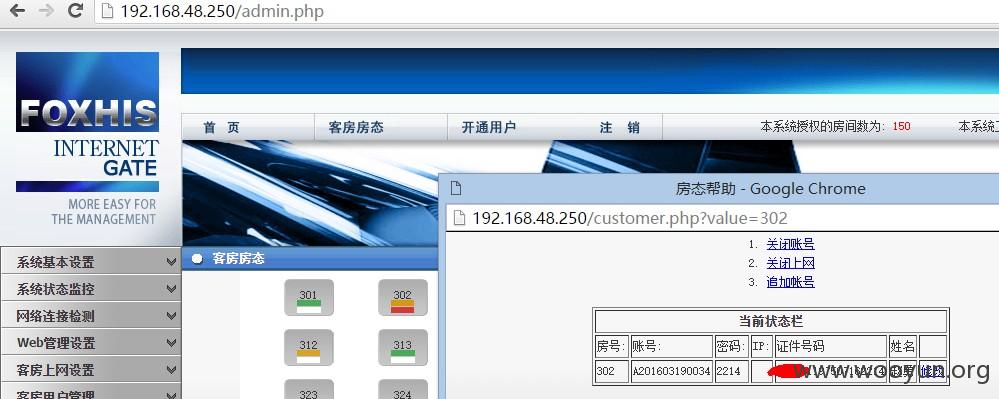 192.168.48.250/admin.php
FOXHIS
INTERNET
GATE
MORE EASY FOR
THE MANAGEMENT
首 页 客房房态 开通用户 注 销 本系统授权的房间数为: 150 本系统
房态帮助 - Google Chrome
192.168.48.250/customer.php?value=302
1. 关闭账号
2. 关闭上网
3. 追加帐号
系统基本设置
系统状态监控
网络连接检测
Web管理设置
客房上网设置
客房用户管理
客房房态
301 302
312 313
323 324
当前状态栏
房号: 账号: 密码: IP: 证件号码 姓名
302 A201603190034 2214
www.wooyun.org